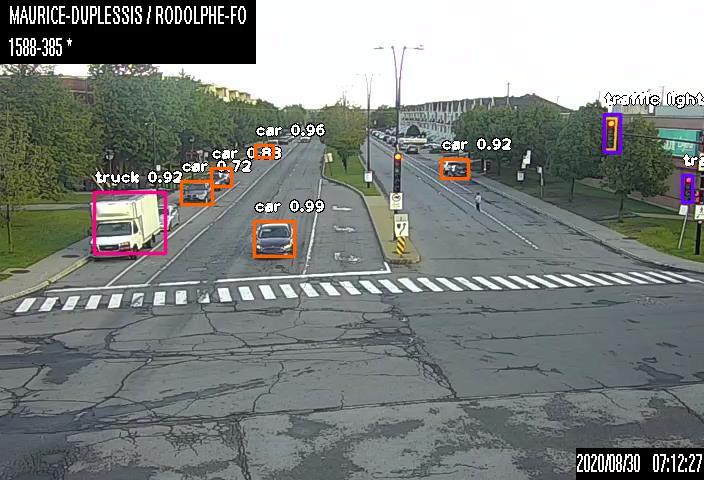 MAURICE-DUPLESSIS / RODOLPHE-FO
1588-385 *
traffic light
car 0.96
car 0.92
car 0.72
truck 0.92
car 0.99
2020/08/30 07:12:27